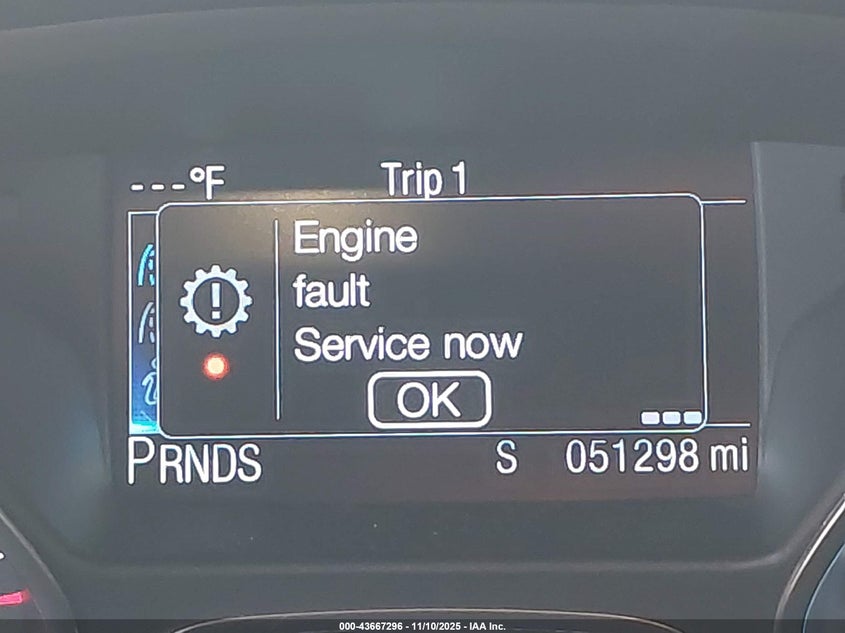 ---°F Trip 1
Engine
fault
Service now
OK
PRNDS S 051298 mi
000-43667296 - 11/10/2025 - IAA Inc.